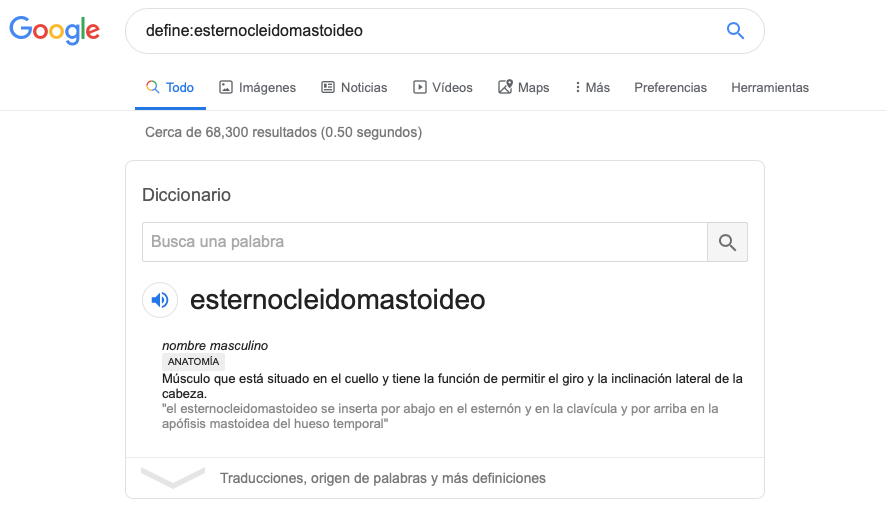 Google
define:esternocleidomastoideo
Todo Imágenes Noticias Vídeos Maps Más Preferencias Herramientas
Cerca de 68,300 resultados (0.50 segundos)
Diccionario
Busca una palabra
esternocleidomastoideo
nombre masculino
ANATOMÍA
Músculo que está situado en el cuello y tiene la función de permitir el giro y la inclinación lateral de la
cabeza.
"el esternocleidomastoideo se inserta por abajo en el esternón y en la clavícula y por arriba en la
apófisis mastoidea del hueso temporal"
Traducciones, origen de palabras y más definiciones